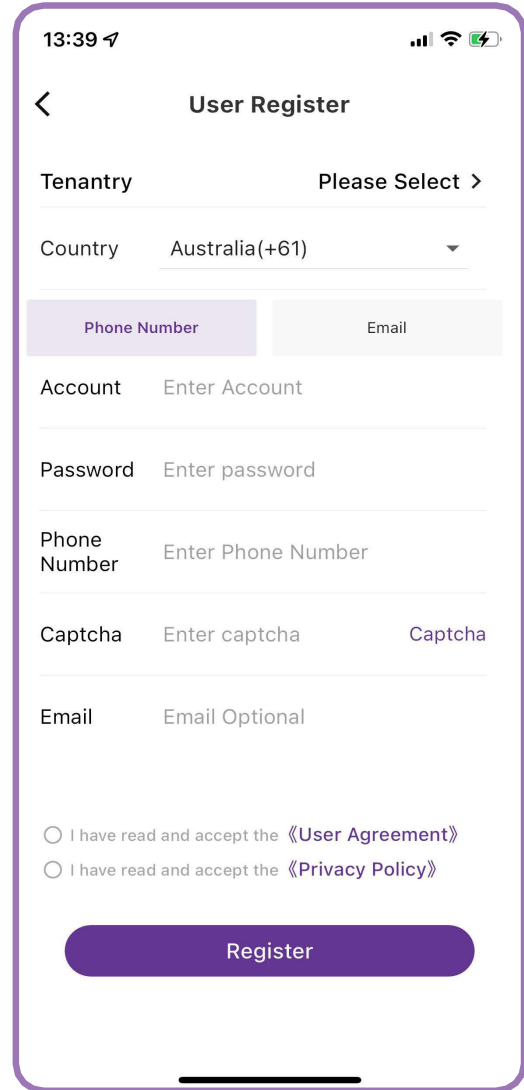 13:39
User Register
Tenantry Please Select >
Country Australia(+61)
Phone Number Email
Account Enter Account
Password Enter password
Phone
Number Enter Phone Number
Captcha Enter captcha Captcha
Email Email Optional
I have read and accept the 《User Agreement》
I have read and accept the 《Privacy Policy》
Register